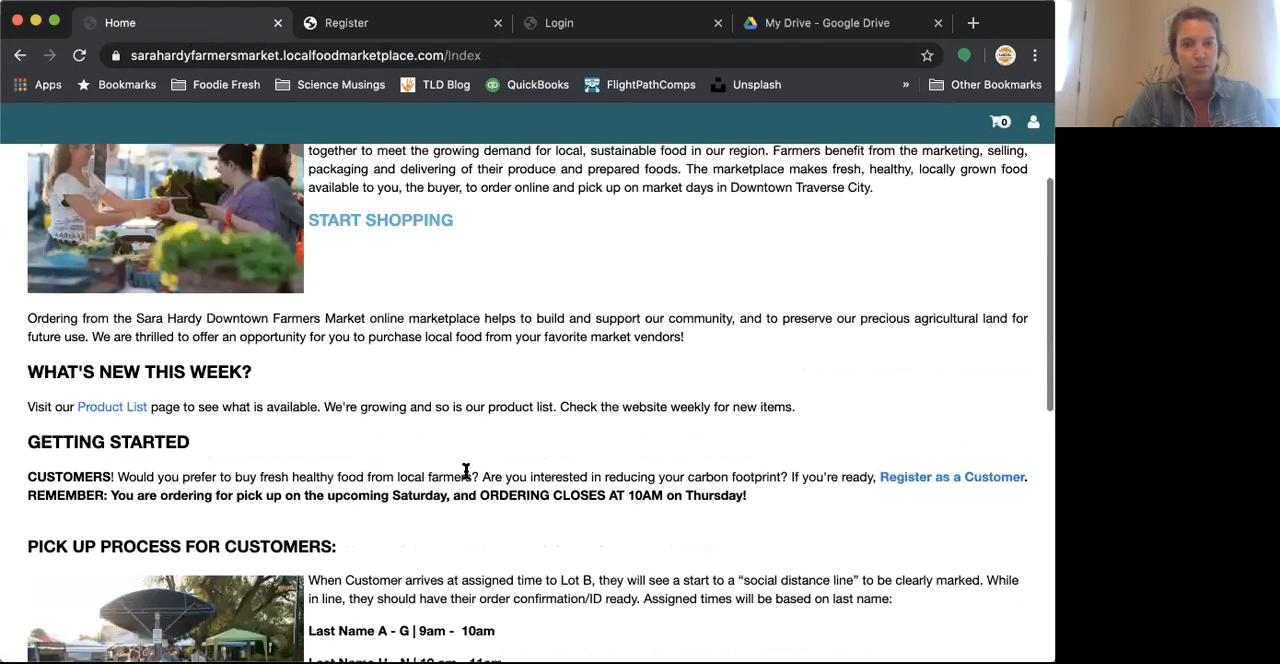 Home
Register
Login
My Drive - Google Drive
sarahardyfarmersmarket.localfoodmarketplace.com/Index
Apps Bookmarks Foodie Fresh Science Musings TLD Blog QuickBooks FlightPathComps Unsplash » Other Bookmarks
0
together to meet the growing demand for local, sustainable food in our region. Farmers benefit from the marketing, selling,
packaging and delivering of their produce and prepared foods. The marketplace makes fresh, healthy, locally grown food
available to you, the buyer, to order online and pick up on market days in Downtown Traverse City.
START SHOPPING
Ordering from the Sara Hardy Downtown Farmers Market online marketplace helps to build and support our community, and to preserve our precious agricultural land for
future use. We are thrilled to offer an opportunity for you to purchase local food from your favorite market vendors!
WHAT'S NEW THIS WEEK?
Visit our Product List page to see what is available. We're growing and so is our product list. Check the website weekly for new items.
GETTING STARTED
CUSTOMERS! Would you prefer to buy fresh healthy food from local farmers? Are you interested in reducing your carbon footprint? If you're ready, Register as a Customer.
REMEMBER: You are ordering for pick up on the upcoming Saturday, and ORDERING CLOSES AT 10AM on Thursday!
PICK UP PROCESS FOR CUSTOMERS:
When Customer arrives at assigned time to Lot B, they will see a start to a “social distance line” to be clearly marked. While
in line, they should have their order confirmation/ID ready. Assigned times will be based on last name:
Last Name A - G | 9am - 10am
Last Name H - N | 10 am - 11am